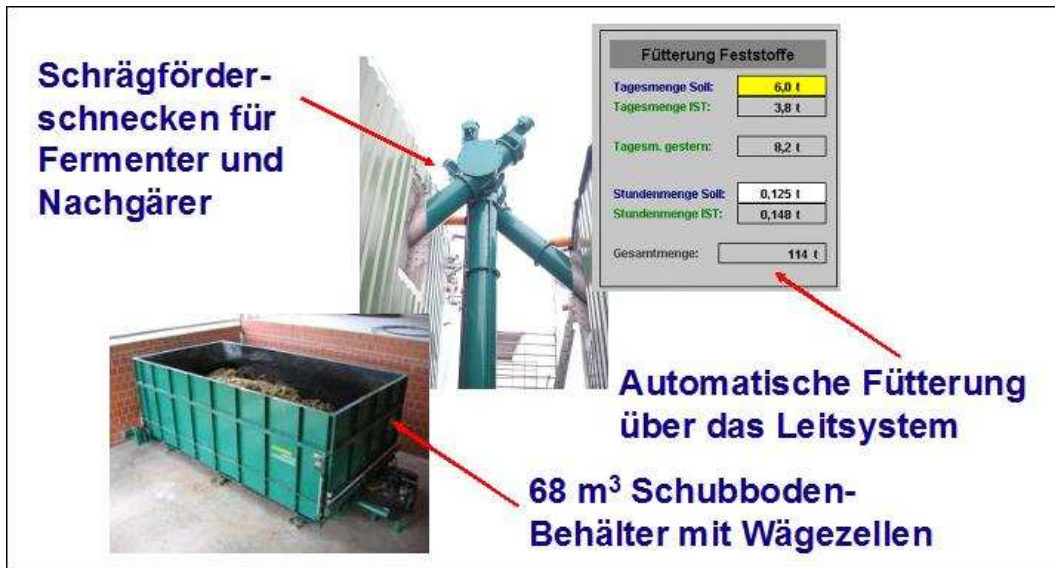 Schrägförder-
schnecken für
Fermenter und
Nachgärer
Fütterung Feststoffe
Tagesmenge Soll: 6,0 t
Tagesmenge IST: 3,8 t
Tagesm. gestern: 8,2 t
Stundenmenge Soll: 0,125 t
Stundenmenge IST: 0,148 t
Gesamtmenge: 114 t
Automatische Fütterung
über das Leitsystem
68 m³ Schubboden-
Behälter mit Wägezellen